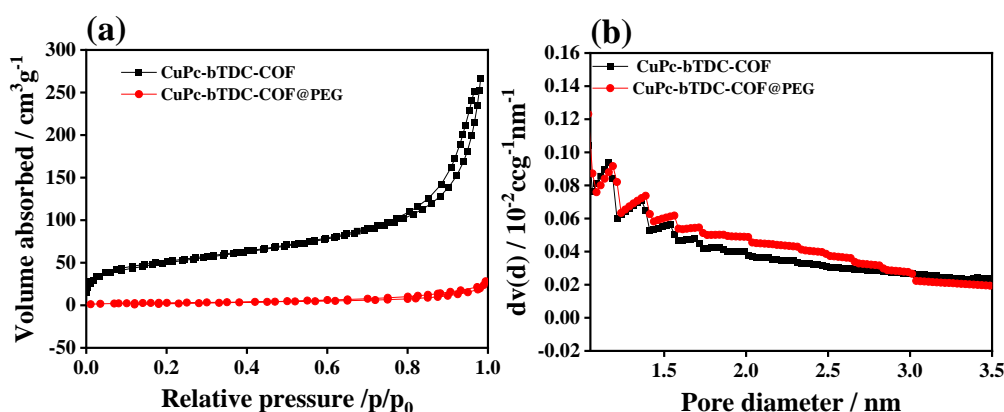 (a)
300
250
200
150
100
50
0
-50
Volume absorbed / cm³g⁻¹
CuPc-bTDC-COF
CuPc-bTDC-COF@PEG
0.0 0.2 0.4 0.6 0.8 1.0
Relative pressure /p/p₀
(b)
0.16
0.14
0.12
0.10
0.08
0.06
0.04
0.02
0.00
-0.02
dv(d) / 10⁻²ccg⁻¹nm⁻¹
CuPc-bTDC-COF
CuPc-bTDC-COF@PEG
1.5 2.0 2.5 3.0 3.5
Pore diameter / nm